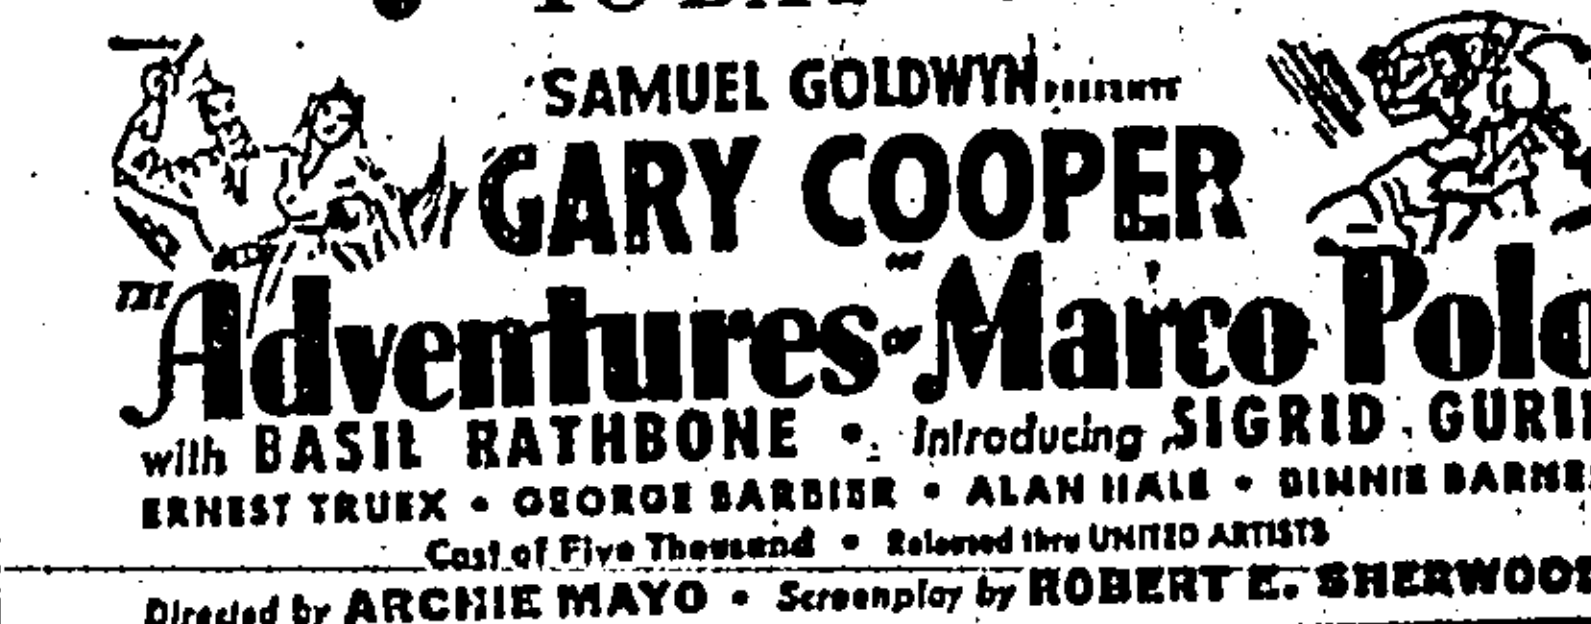 SAMUEL GOLDWYN presents
GARY COOPER
in
THE Adventures of Marco Polo
with BASIL RATHBONE • Introducing SIGRID GURIE
ERNEST TRUEX • GEORGE BARBIER • ALAN HALE • BINNIE BARNES
Cast of Five Thousand • Released thru UNITED ARTISTS
Directed by ARCHIE MAYO • Screenplay by ROBERT E. SHERWOOD